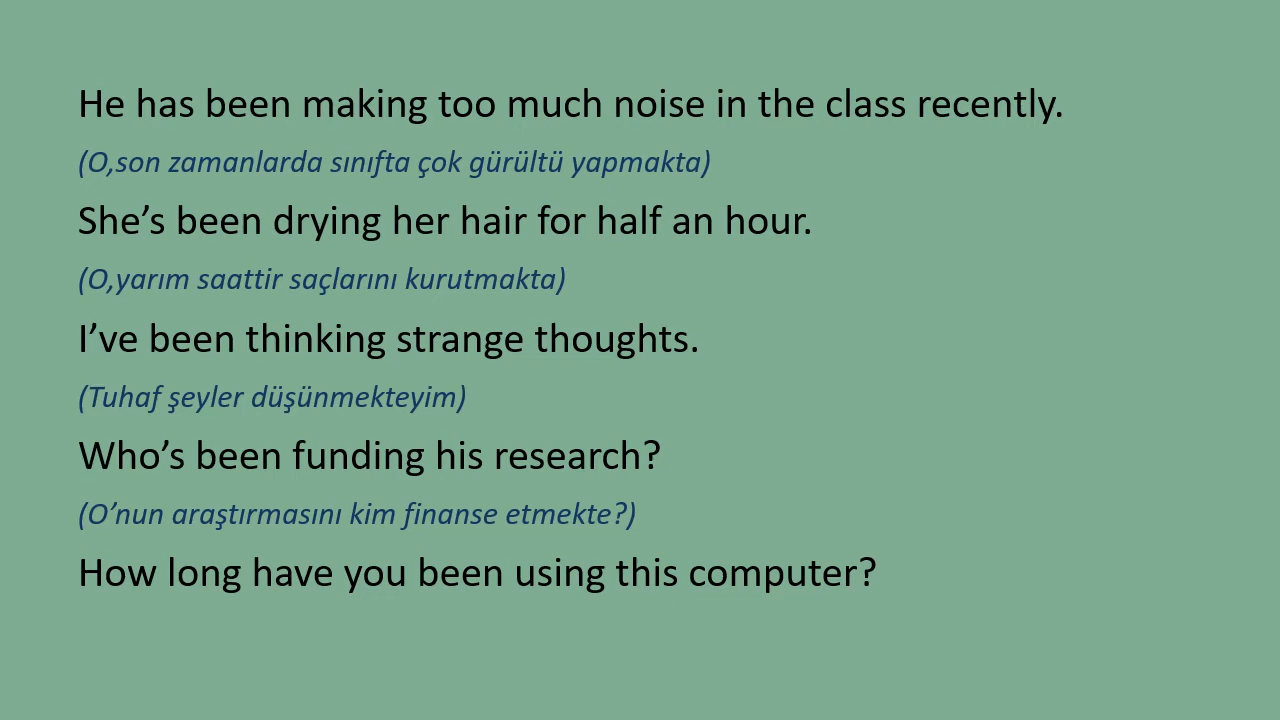 He has been making too much noise in the class recently.
(O,son zamanlarda sınıfta çok gürültü yapmakta)
She’s been drying her hair for half an hour.
(O,yarım saattir saçlarını kurutmakta)
I’ve been thinking strange thoughts.
(Tuhaf şeyler düşünmekteyim)
Who’s been funding his research?
(O’nun araştırmasını kim finanse etmekte?)
How long have you been using this computer?